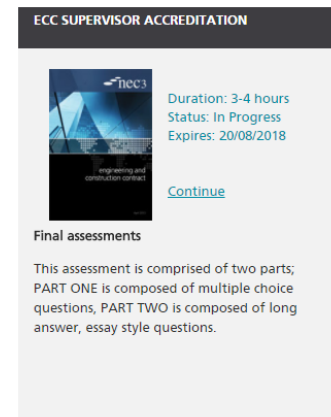 ECC SUPERVISOR ACCREDITATION
nec3
engineering and
construction contract
Duration: 3-4 hours
Status: In Progress
Expires: 20/08/2018
Continue
Final assessments
This assessment is comprised of two parts;
PART ONE is composed of multiple choice
questions, PART TWO is composed of long
answer, essay style questions.